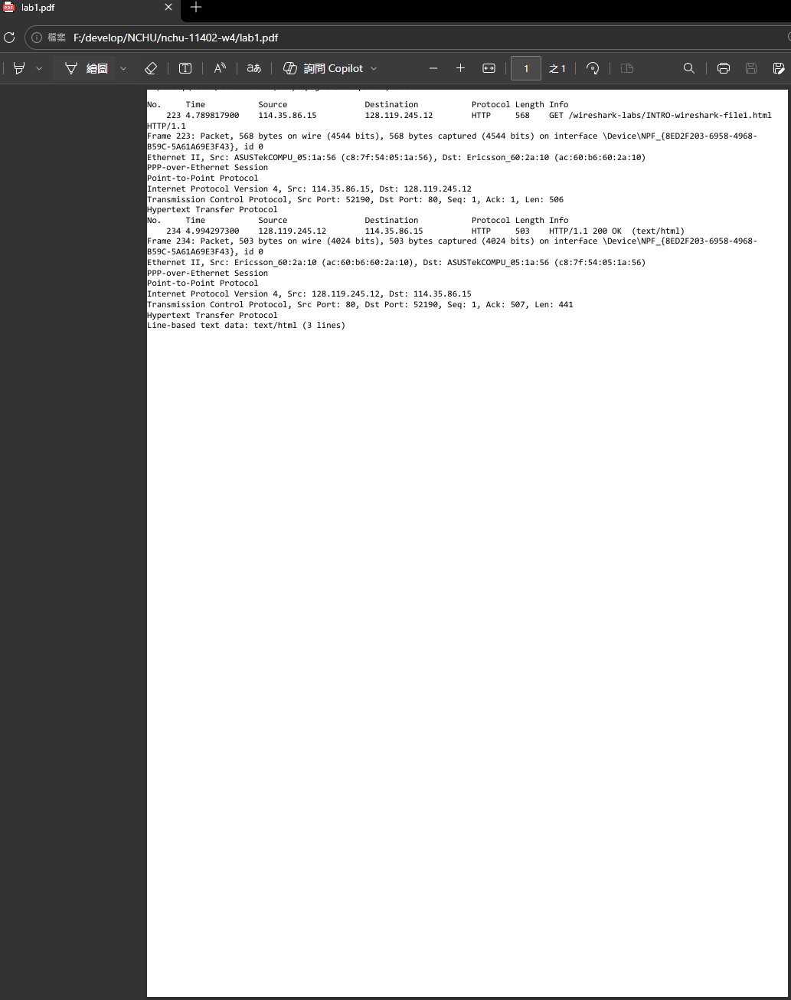 lab1.pdf
檔案 F:/develop/NCHU/nchu-11402-w4/lab1.pdf
繪圖 詢問 Copilot 1 之 1
No. Time Source Destination Protocol Length Info
223 4.789817900 114.35.86.15 128.119.245.12 HTTP 568 GET /wireshark-labs/INTRO-wireshark-file1.html
HTTP/1.1
Frame 223: Packet, 568 bytes on wire (4544 bits), 568 bytes captured (4544 bits) on interface \Device\NPF_{8ED2F203-6958-4968-
B59C-5A61A69E3F43}, id 0
Ethernet II, Src: ASUSTekCOMPU_05:1a:56 (c8:7f:54:05:1a:56), Dst: Ericsson_60:2a:10 (ac:60:b6:60:2a:10)
PPP-over-Ethernet Session
Point-to-Point Protocol
Internet Protocol Version 4, Src: 114.35.86.15, Dst: 128.119.245.12
Transmission Control Protocol, Src Port: 52190, Dst Port: 80, Seq: 1, Ack: 1, Len: 506
Hypertext Transfer Protocol
No. Time Source Destination Protocol Length Info
234 4.994297300 128.119.245.12 114.35.86.15 HTTP 503 HTTP/1.1 200 OK (text/html)
Frame 234: Packet, 503 bytes on wire (4024 bits), 503 bytes captured (4024 bits) on interface \Device\NPF_{8ED2F203-6958-4968-
B59C-5A61A69E3F43}, id 0
Ethernet II, Src: Ericsson_60:2a:10 (ac:60:b6:60:2a:10), Dst: ASUSTekCOMPU_05:1a:56 (c8:7f:54:05:1a:56)
PPP-over-Ethernet Session
Point-to-Point Protocol
Internet Protocol Version 4, Src: 128.119.245.12, Dst: 114.35.86.15
Transmission Control Protocol, Src Port: 80, Dst Port: 52190, Seq: 1, Ack: 507, Len: 441
Hypertext Transfer Protocol
Line-based text data: text/html (3 lines)